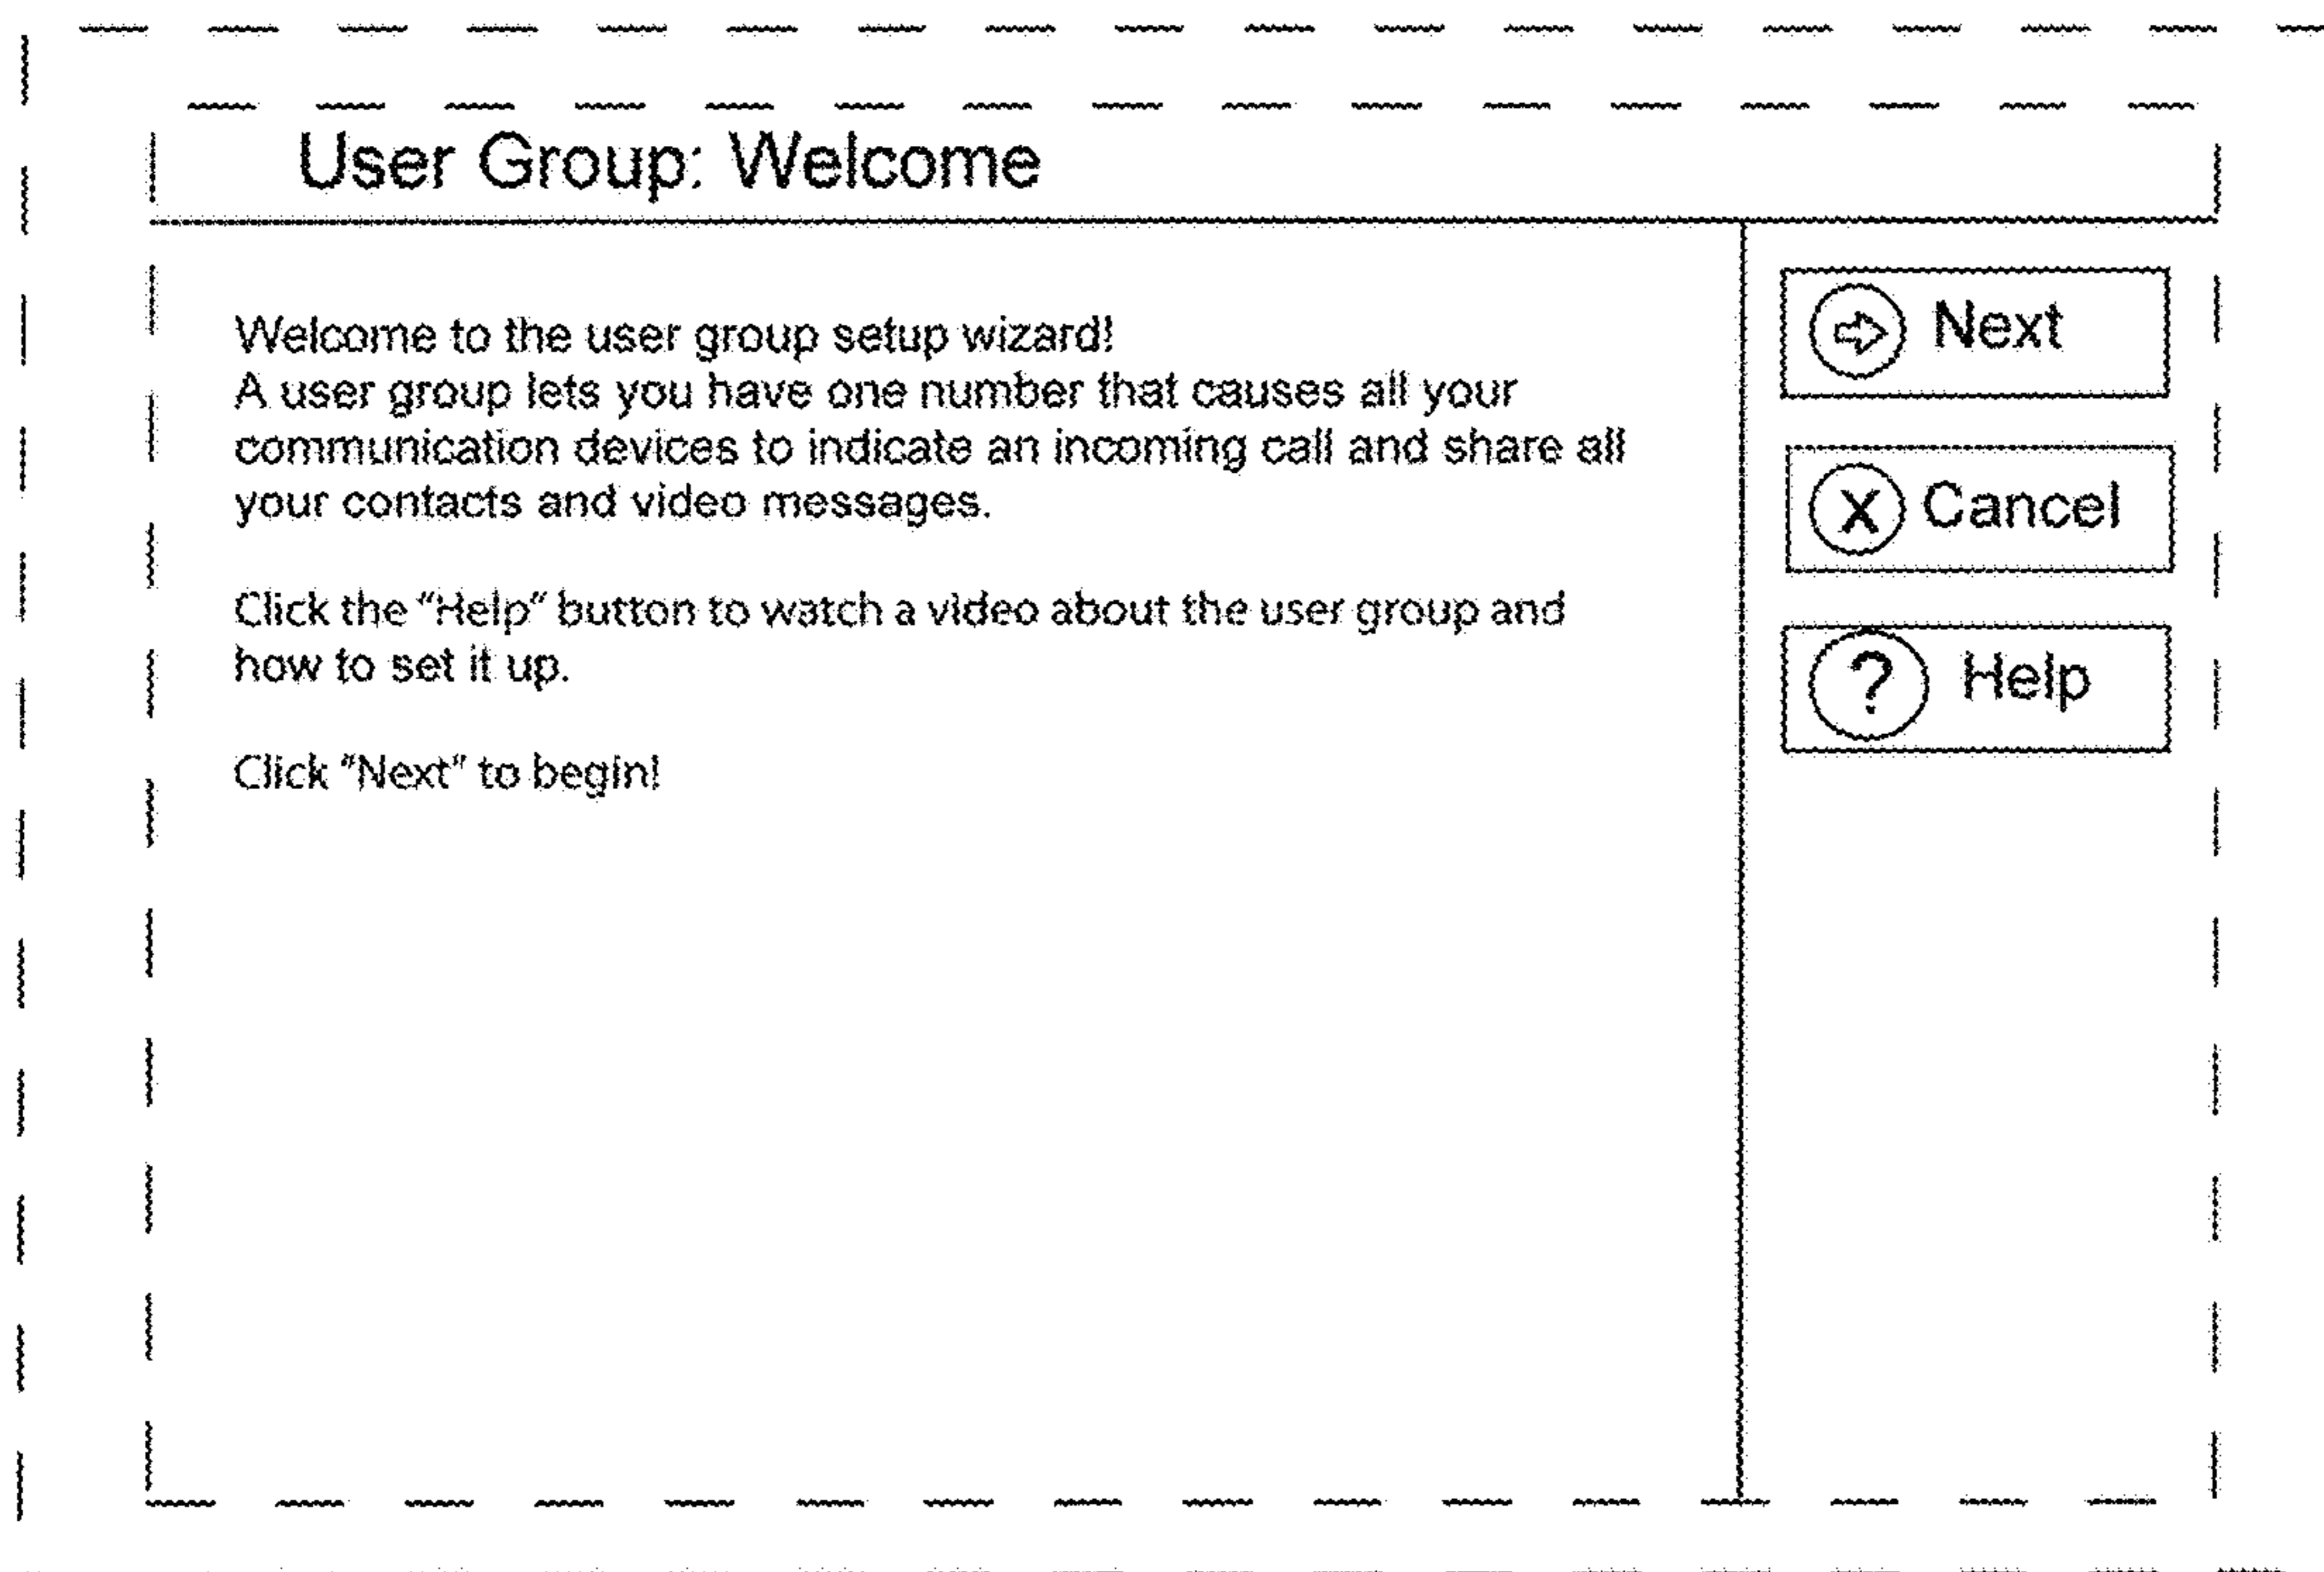 User Group: Welcome
Welcome to the user group setup wizard!
A user group lets you have one number that causes all your
communication devices to indicate an incoming call and share all
your contacts and video messages.
Click the “Help” button to watch a video about the user group and
how to set it up.
Click “Next” to begin!
Next
X Cancel
? Help